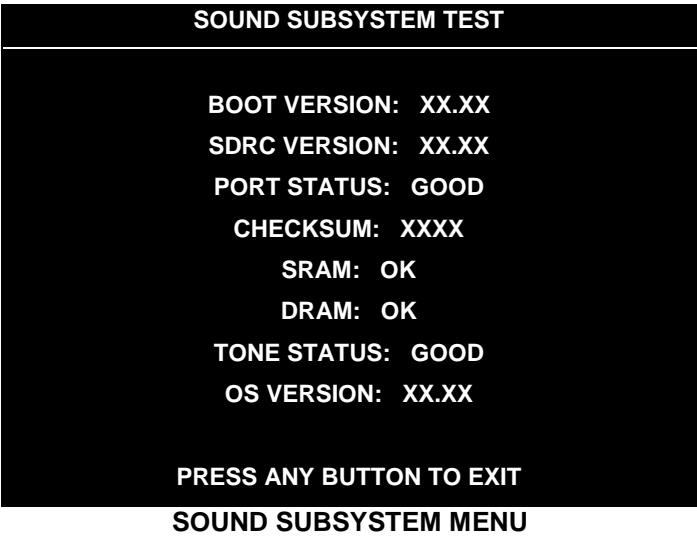 SOUND SUBSYSTEM TEST
BOOT VERSION: XX.XX
SDRC VERSION: XX.XX
PORT STATUS: GOOD
CHECKSUM: XXXX
SRAM: OK
DRAM: OK
TONE STATUS: GOOD
OS VERSION: XX.XX
PRESS ANY BUTTON TO EXIT
SOUND SUBSYSTEM MENU